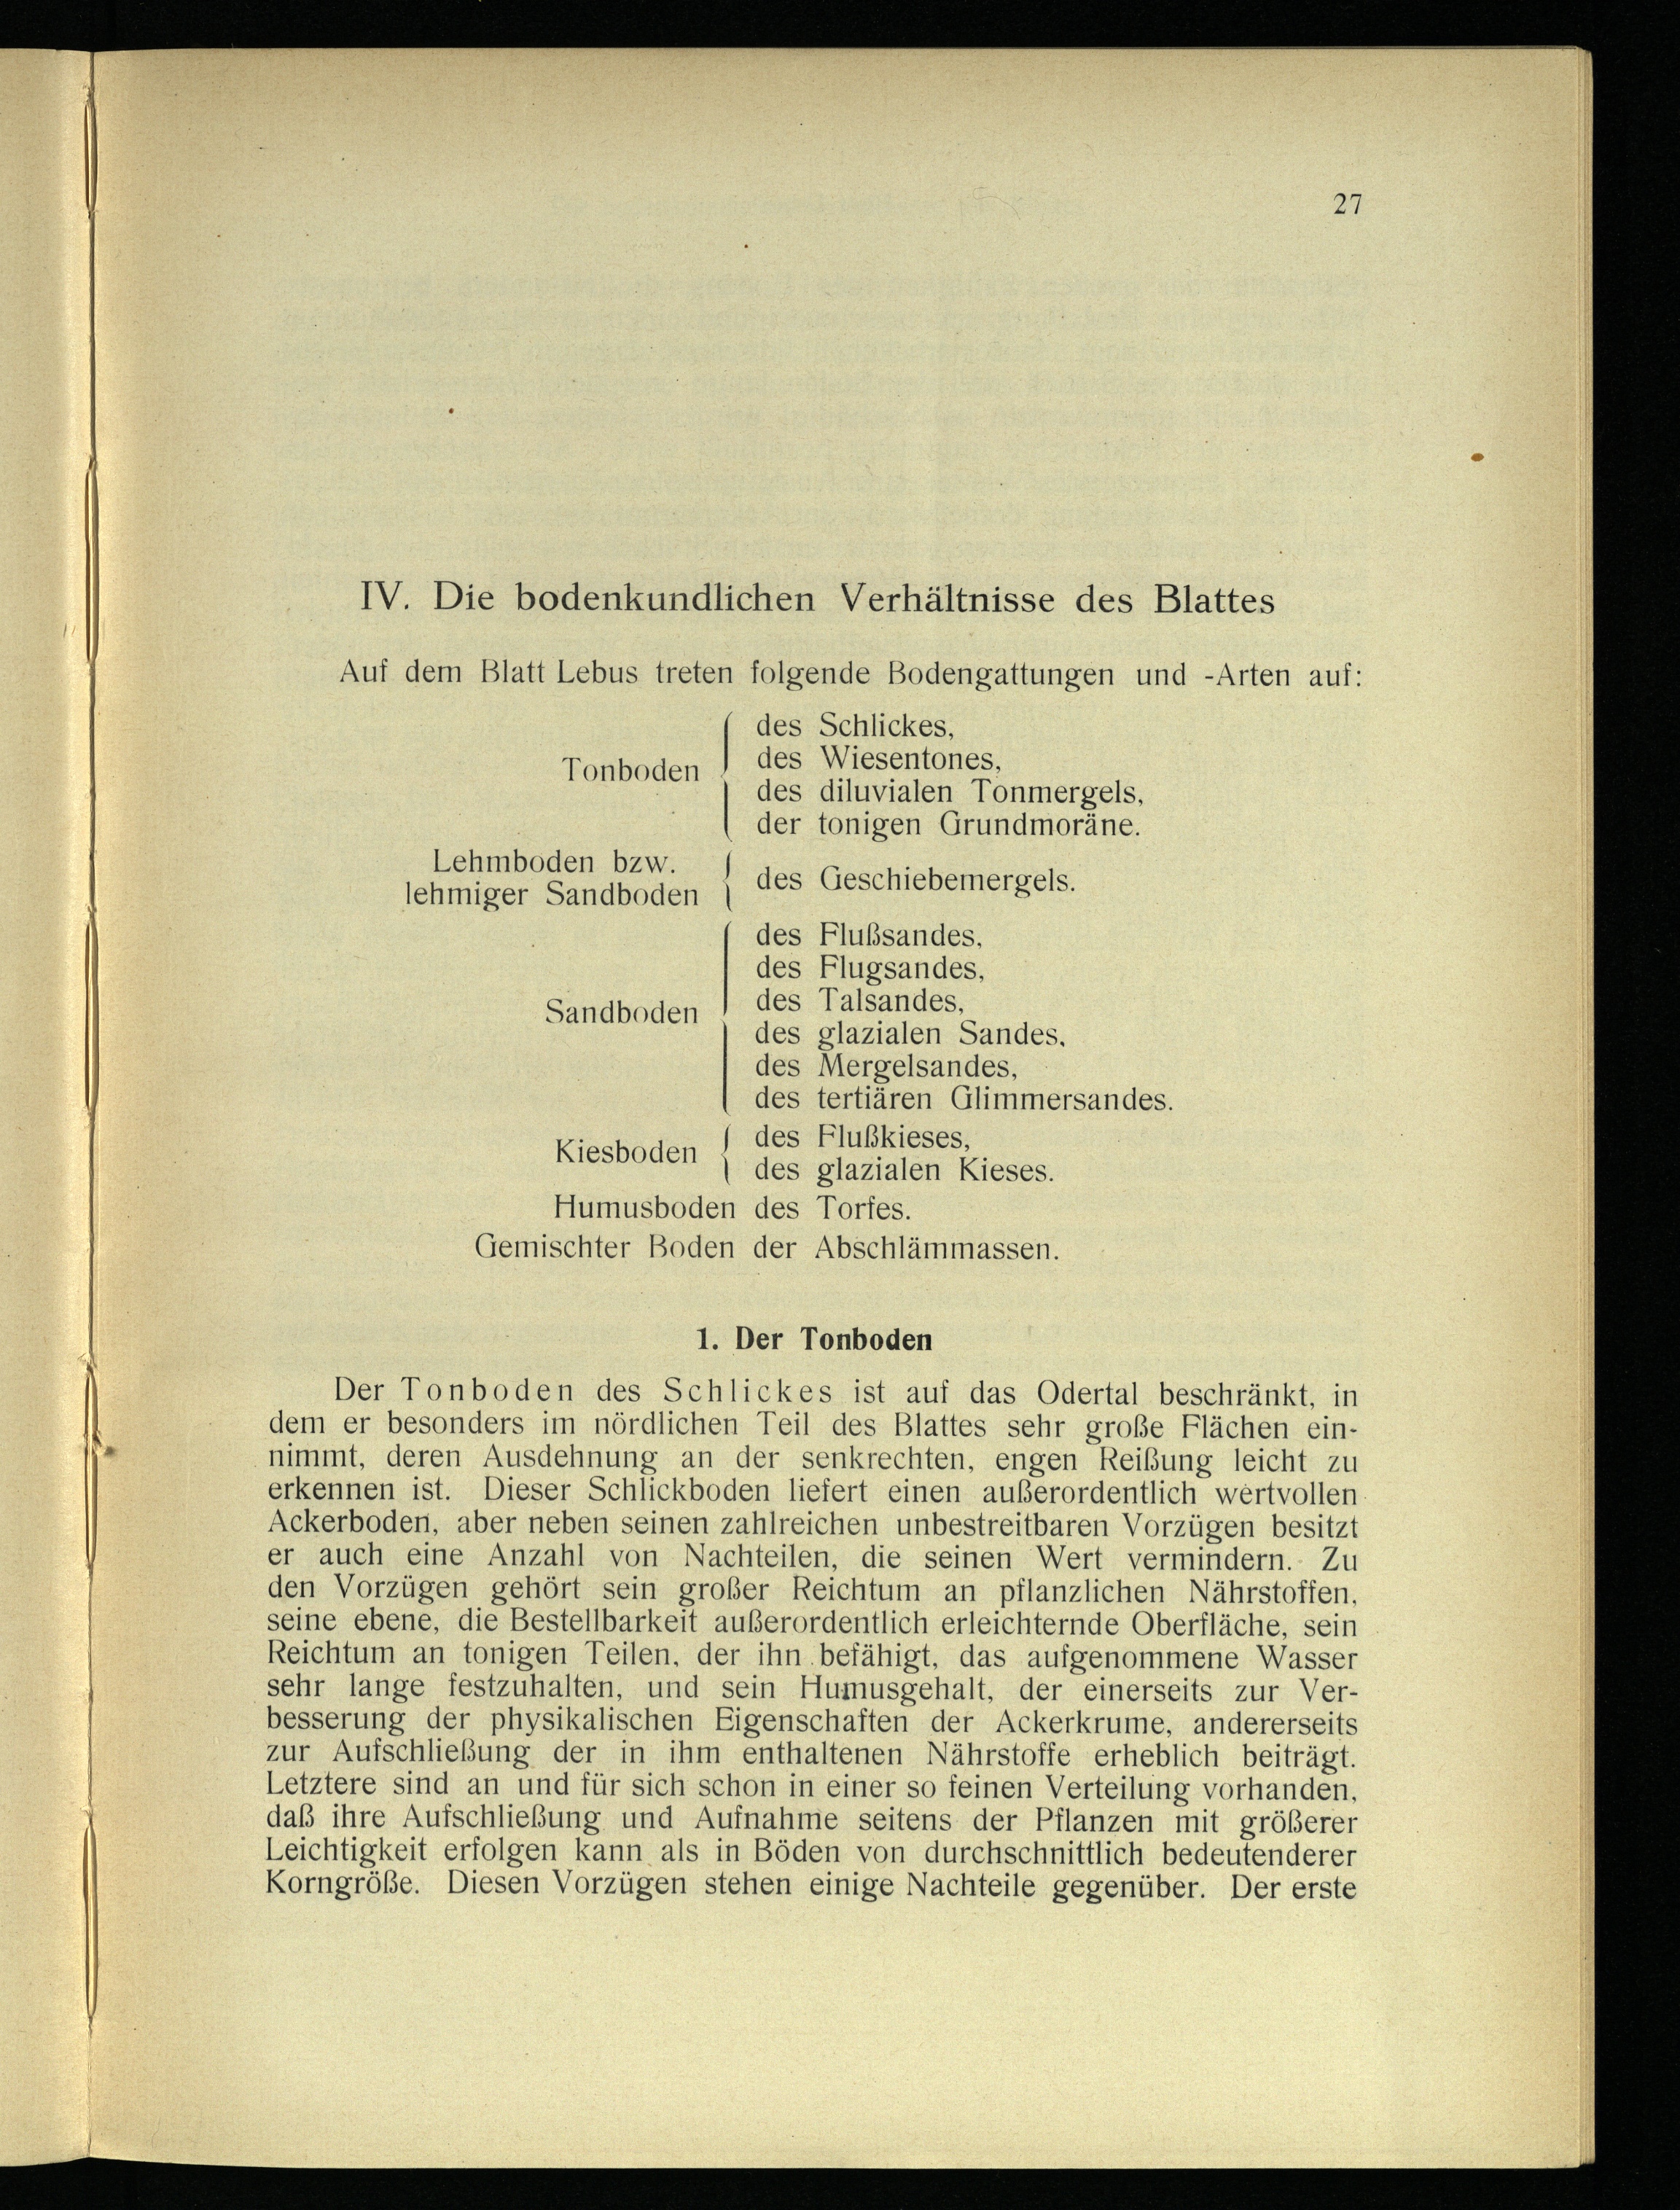 27
IV. Die bodenkundlichen Verhältnisse des Blattes
Auf dem Blatt Lebus treten folgende Bodengattungen und -Arten auf:
Tonboden
des Schlickes,
des Wiesentones,
des diluvialen Tonmergels,
der tonigen Grundmoräne.
Lehmboden bzw.
lehmiger Sandboden
des Geschiebemergels.
Sandboden
des Flußsandes,
des Flugsandes,
des Talsandes,
des glazialen Sandes,
des Mergelsandes,
des tertiären Glimmersandes.
Kiesboden
des Flußkieses,
des glazialen Kieses.
Humusboden des Torfes.
Gemischter Boden der Abschlämmassen.
1. Der Tonboden
Der Tonboden des Schlickes ist auf das Odertal beschränkt, in
dem er besonders im nördlichen Teil des Blattes sehr große Flächen ein-
nimmt, deren Ausdehnung an der senkrechten, engen Reißung leicht zu
erkennen ist. Dieser Schlickboden liefert einen außerordentlich wertvollen
Ackerboden, aber neben seinen zahlreichen unbestreitbaren Vorzügen besitzt
er auch eine Anzahl von Nachteilen, die seinen Wert vermindern. Zu
den Vorzügen gehört sein großer Reichtum an pflanzlichen Nährstoffen,
seine ebene, die Bestellbarkeit außerordentlich erleichternde Oberfläche, sein
Reichtum an tonigen Teilen, der ihn befähigt, das aufgenommene Wasser
sehr lange festzuhalten, und sein Humusgehalt, der einerseits zur Ver-
besserung der physikalischen Eigenschaften der Ackerkrume, andererseits
zur Aufschließung der in ihm enthaltenen Nährstoffe erheblich beiträgt.
Letztere sind an und für sich schon in einer so feinen Verteilung vorhanden,
daß ihre Aufschließung und Aufnahme seitens der Pflanzen mit größerer
Leichtigkeit erfolgen kann als in Böden von durchschnittlich bedeutenderer
Korngröße. Diesen Vorzügen stehen einige Nachteile gegenüber. Der erste